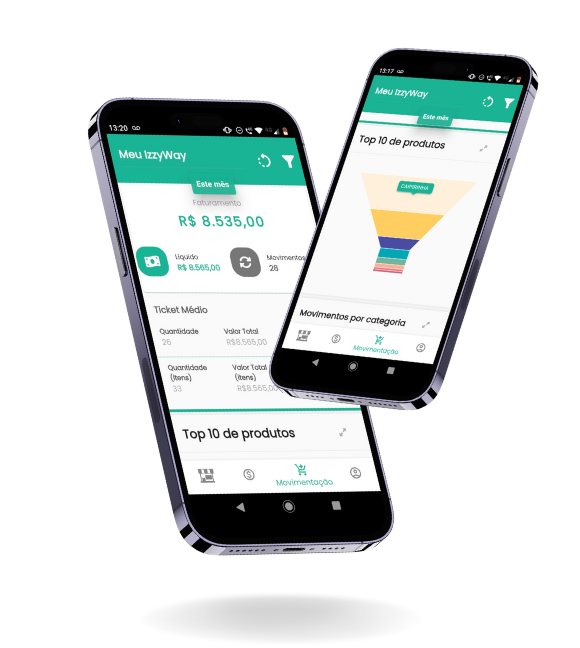 13:20
Meu IzzyWay
Este mês
Faturamento
R$ 8.535,00
Líquido
R$ 8.565,00
Movimentos
28
Ticket Médio
Quantidade
26
Valor Total
R$8.565,00
Quantidade
(Itens)
33
Valor Total
(Itens)
R$8.565,00
Top 10 de produtos
Movimentação
13:17
Meu IzzyWay
Este mês
Top 10 de produtos
CAIPIRINHA
Movimentos por categoria
Movimentação